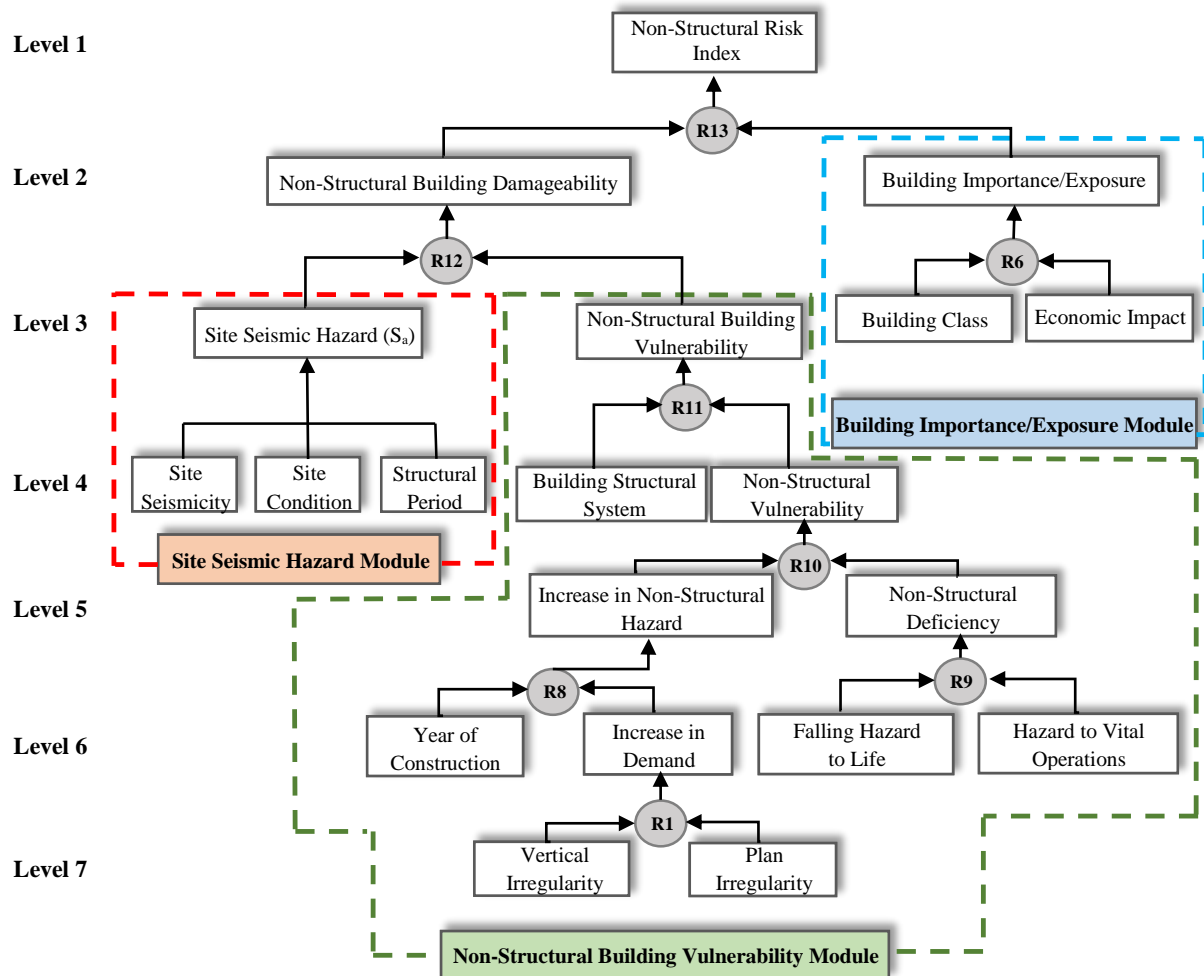 Level 1
Non-Structural Risk
Index
R13
Level 2
Non-Structural Building Damageability
Building Importance/Exposure
R12
R6
Level 3
Site Seismic Hazard (Sₐ)
Non-Structural Building
Vulnerability
Building Class
Economic Impact
R11
Building Importance/Exposure Module
Level 4
Site
Seismicity
Site
Condition
Structural
Period
Building Structural
System
Non-Structural
Vulnerability
Site Seismic Hazard Module
R10
Level 5
Increase in Non-Structural
Hazard
Non-Structural
Deficiency
R8
R9
Level 6
Year of
Construction
Increase in
Demand
Falling Hazard
to Life
Hazard to Vital
Operations
R1
Level 7
Vertical
Irregularity
Plan
Irregularity
Non-Structural Building Vulnerability Module